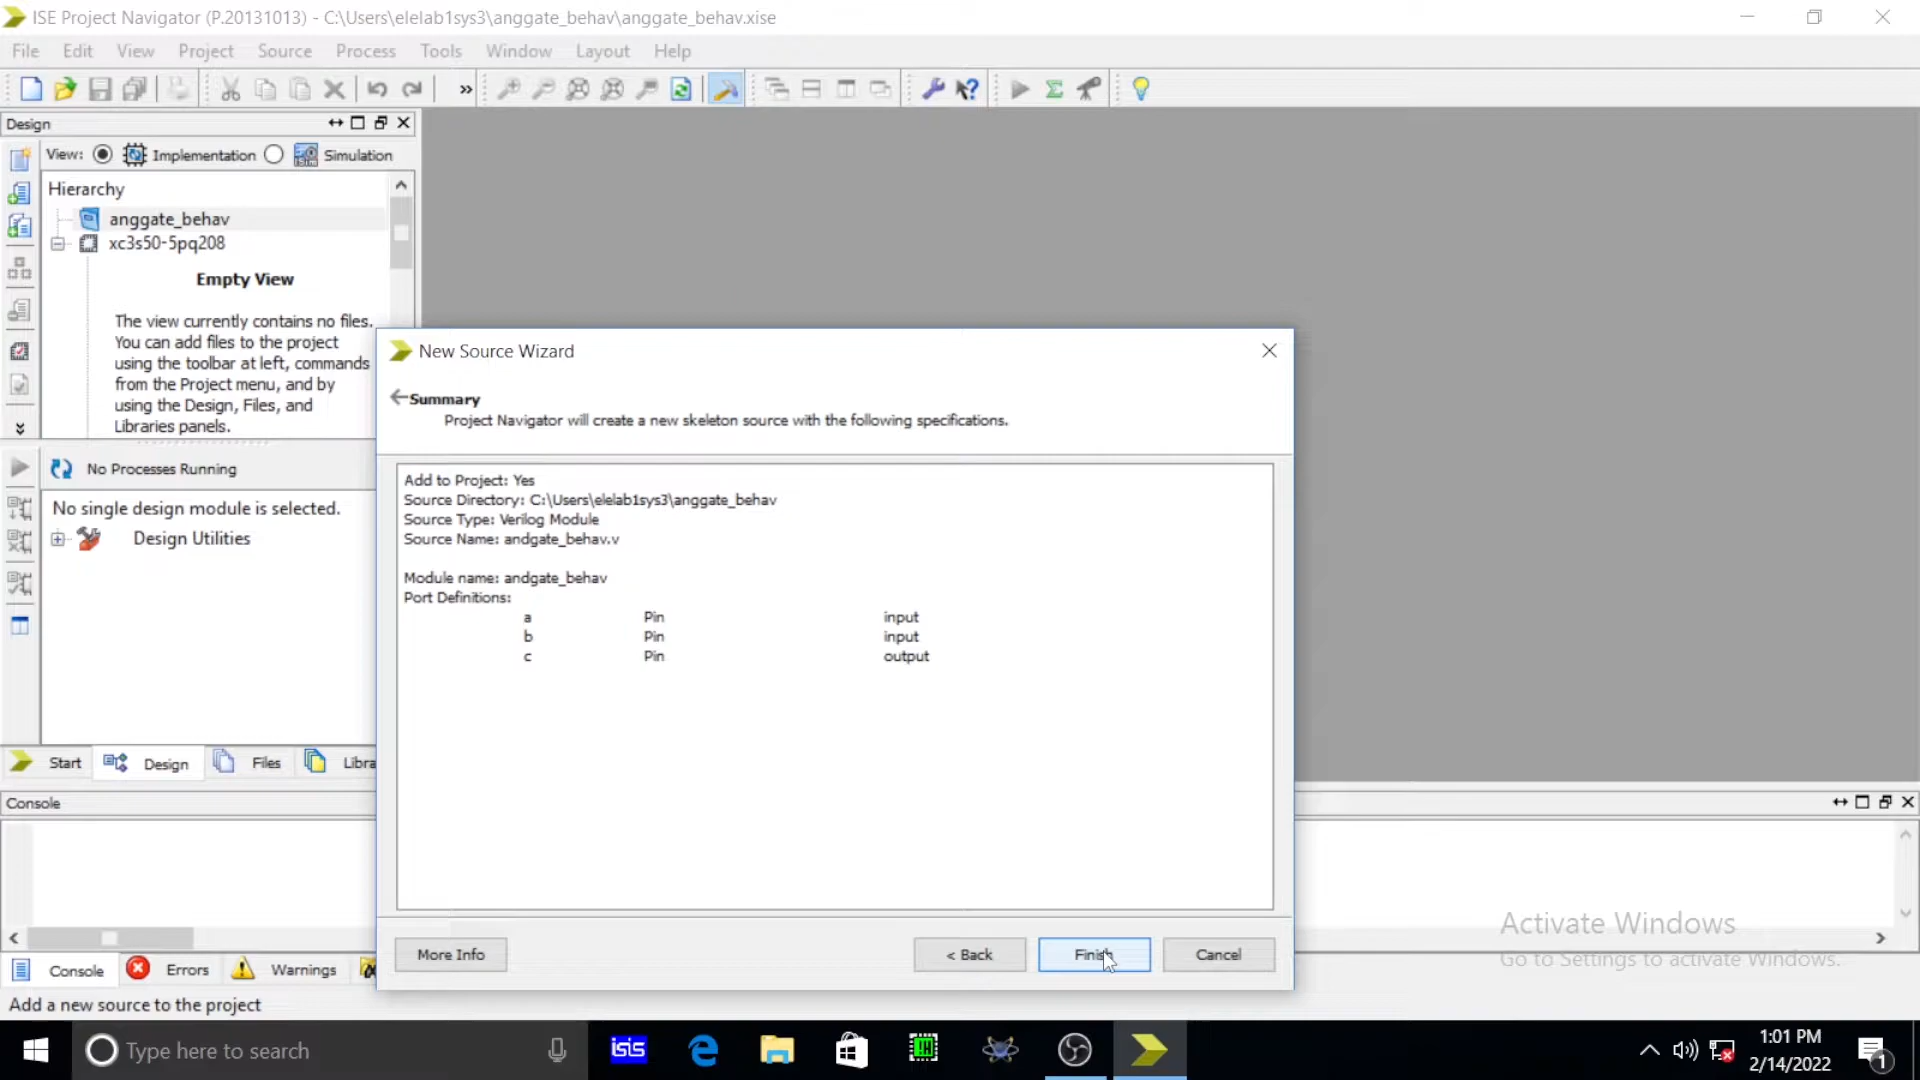 ISE Project Navigator (P.20131013) - C:\Users\elelab1sys3\anggate_behav\anggate_behav.xise
File Edit View Project Source Process Tools Window Layout Help
Design
View: Implementation Simulation
Hierarchy
anggate_behav
xc3s50-5pq208
Empty View
The view currently contains no files.
You can add files to the project
using the toolbar at left, commands
from the Project menu, and by
using the Design, Files, and
Libraries panels.
No Processes Running
No single design module is selected.
Design Utilities
Start Design Files Libra
New Source Wizard
Summary
Project Navigator will create a new skeleton source with the following specifications.
Add to Project: Yes
Source Directory: C:\Users\elelab1sys3\anggate_behav
Source Type: Verilog Module
Source Name: andgate_behav.v
Module name: andgate_behav
Port Definitions:
a Pin input
b Pin input
c Pin output
More Info < Back Finish Cancel
Console
Console Errors Warnings
Activate Windows
Go to Settings to activate Windows.
Add a new source to the project
Type here to search
isis
1:01 PM
2/14/2022
1